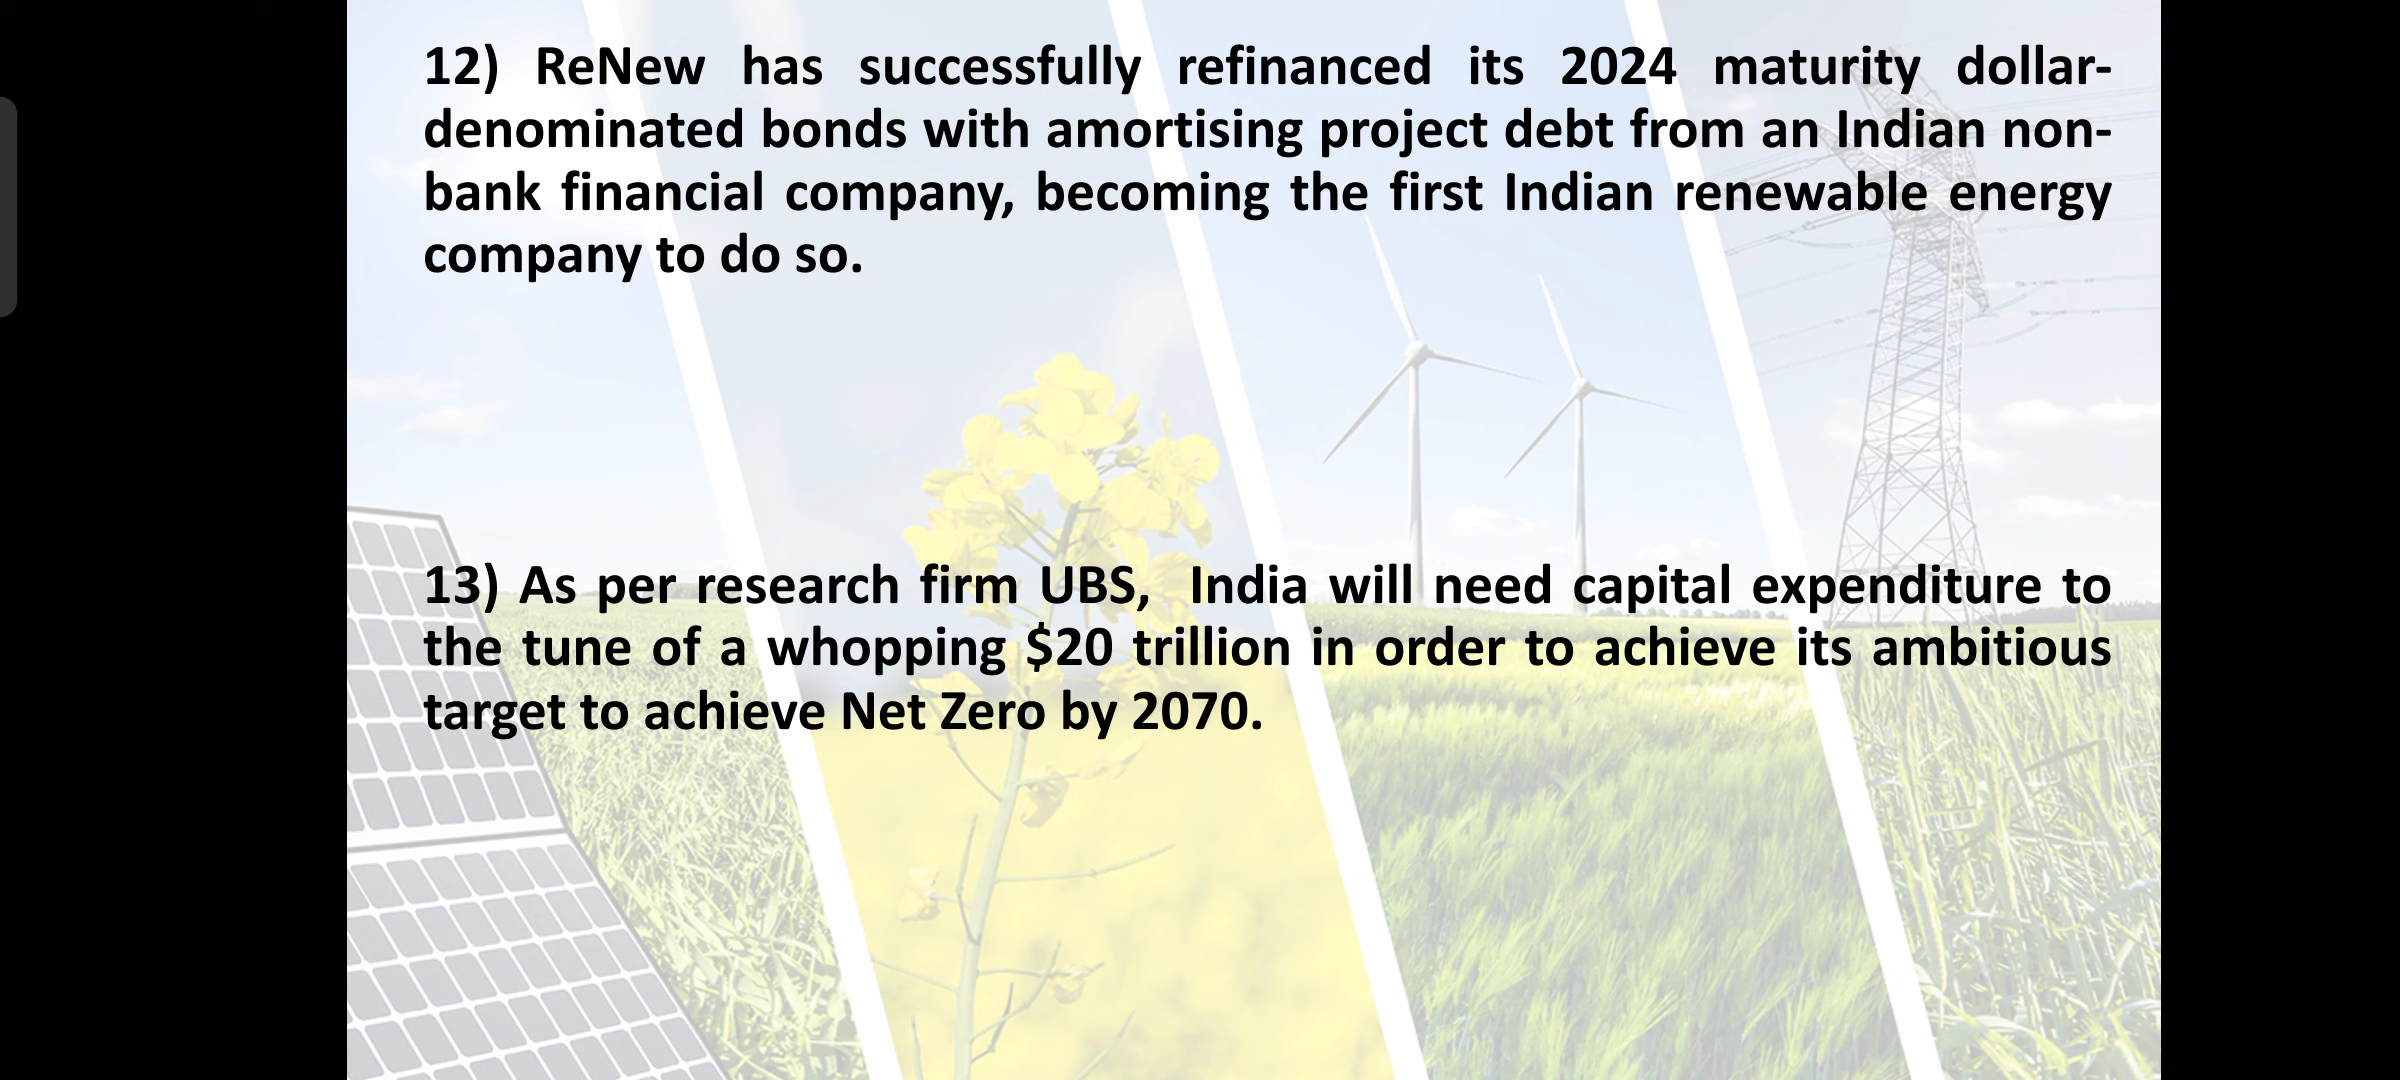 12) ReNew has successfully refinanced its 2024 maturity dollar-
denominated bonds with amortising project debt from an Indian non-
bank financial company, becoming the first Indian renewable energy
company to do so.
13) As per research firm UBS, India will need capital expenditure to
the tune of a whopping $20 trillion in order to achieve its ambitious
target to achieve Net Zero by 2070.